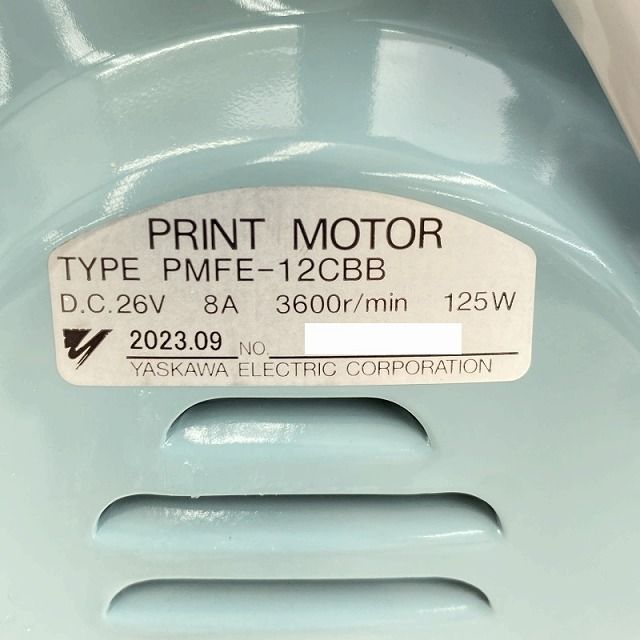 PRINT MOTOR
TYPE PMFE-12CBB
D.C.26V 8A 3600r/min 125W
2023.09 NO.
YASKAWA ELECTRIC CORPORATION